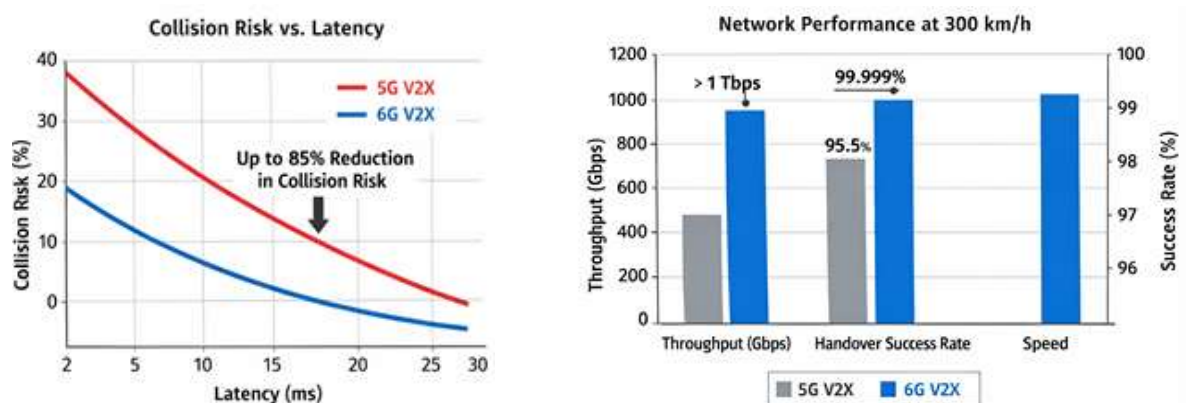 Collision Risk vs. Latency
40
30
20
10
0
Collision Risk (%)
5G V2X
6G V2X
Up to 85% Reduction
in Collision Risk
2 5 10 15 20 25 30
Latency (ms)
Network Performance at 300 km/h
1200
1000
800
600
400
200
0
Throughput (Gbps)
> 1 Tbps
99.999%
95.5%
100
99
98
97
96
Success Rate (%)
Throughput (Gbps) Handover Success Rate Speed
5G V2X 6G V2X